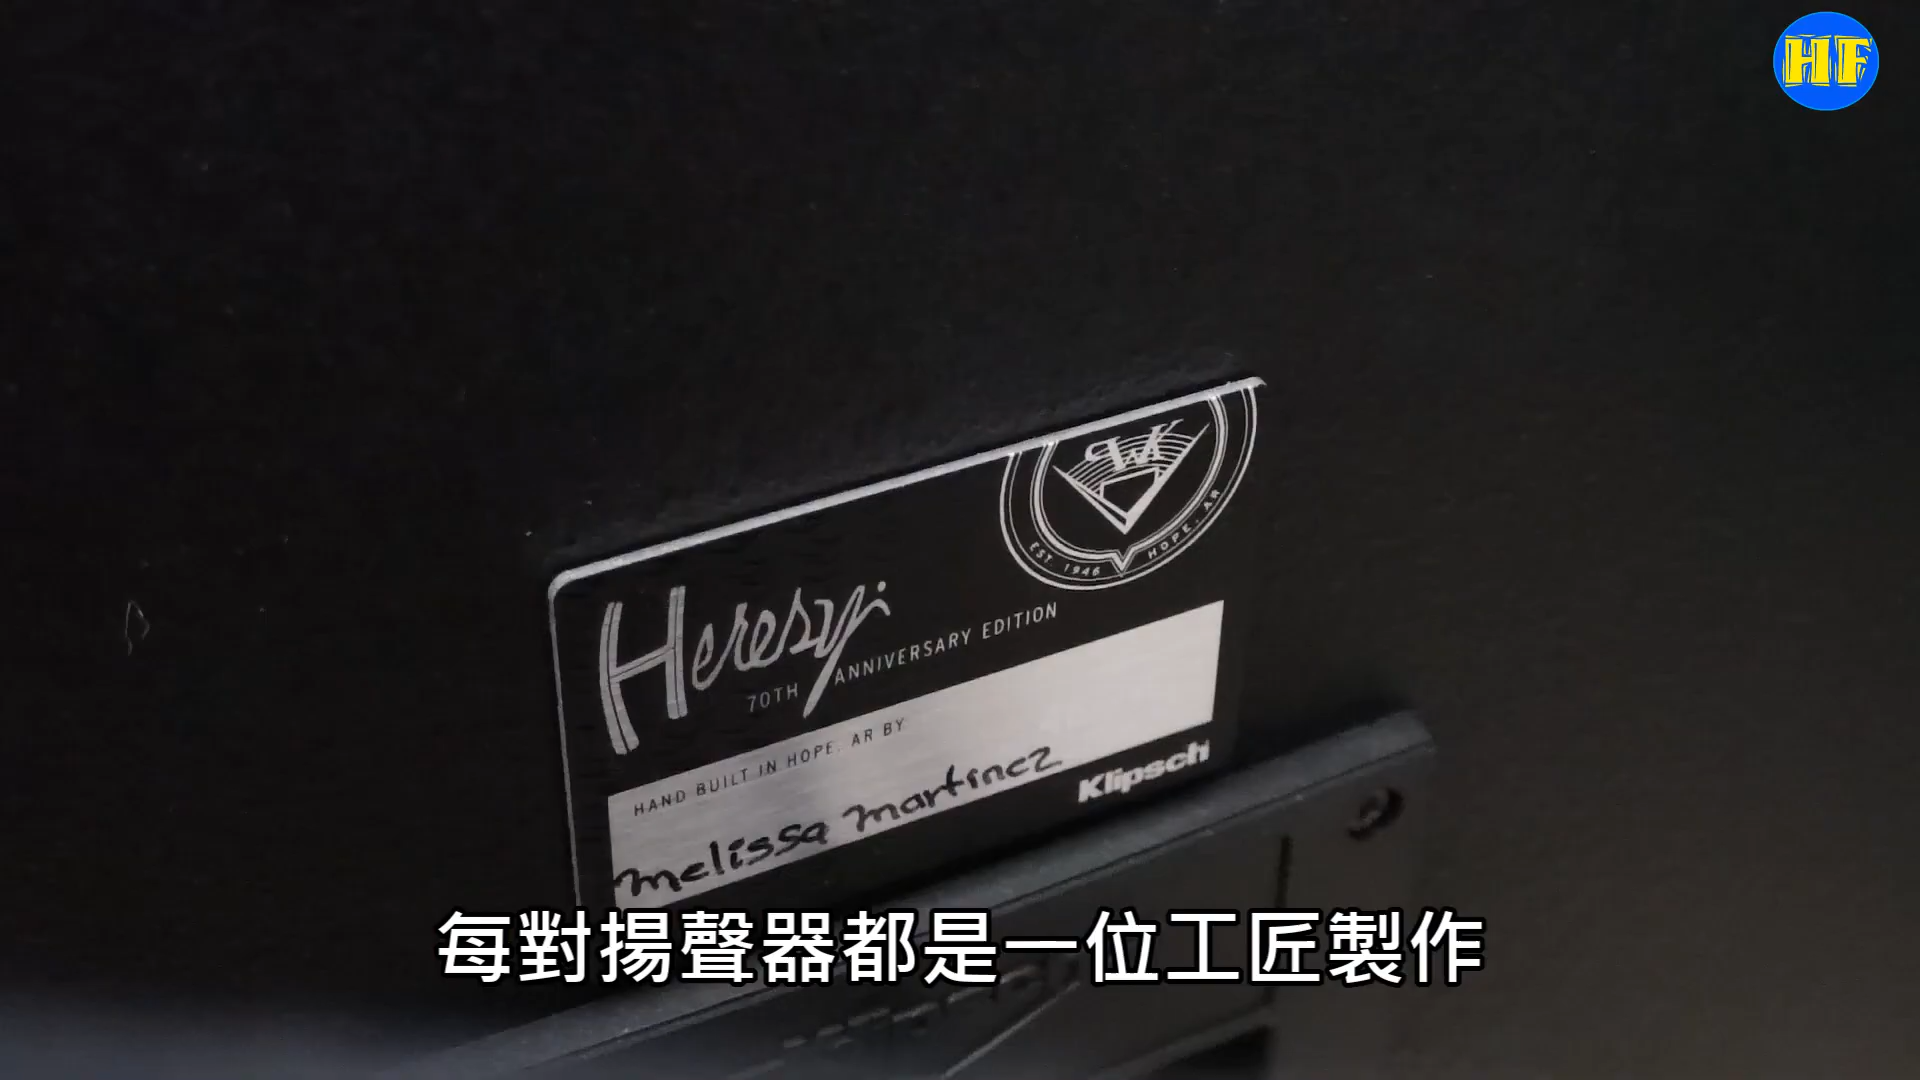 HF
PWK
EST. 1946 HOPE, AR
Heresy
70TH ANNIVERSARY EDITION
HAND BUILT IN HOPE, AR BY
melissa martinez
Klipsch
每對揚聲器都是一位工匠製作